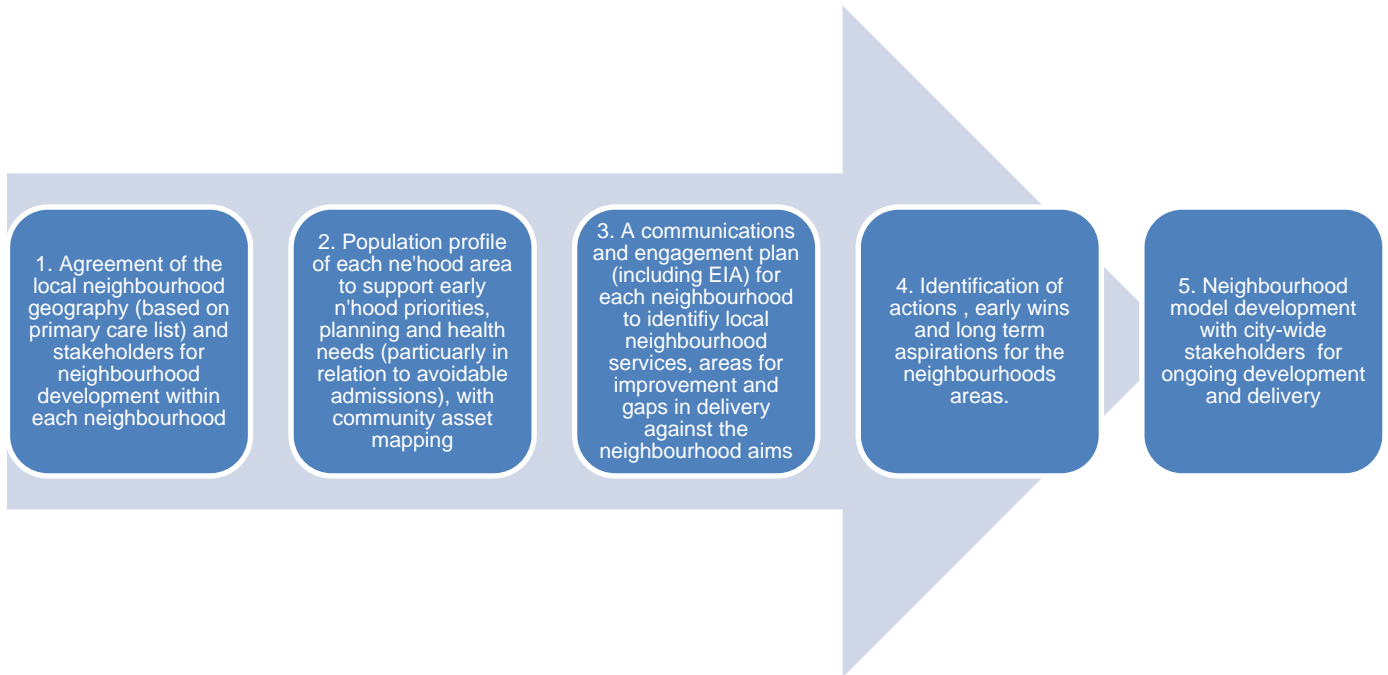 1. Agreement of the
local neighbourhood
geography (based on
primary care list) and
stakeholders for
neighbourhood
development within
each neighbourhood
2. Population profile
of each ne'hood area
to support early
n'hood priorities,
planning and health
needs (particuarly in
relation to avoidable
admissions), with
community asset
mapping
3. A communications
and engagement plan
(including EIA) for
each neighbourhood
to identifiy local
neighbourhood
services, areas for
improvement and
gaps in delivery
against the
neighbourhood aims
4. Identification of
actions , early wins
and long term
aspirations for the
neighbourhoods
areas.
5. Neighbourhood
model development
with city-wide
stakeholders  for
ongoing development
and delivery